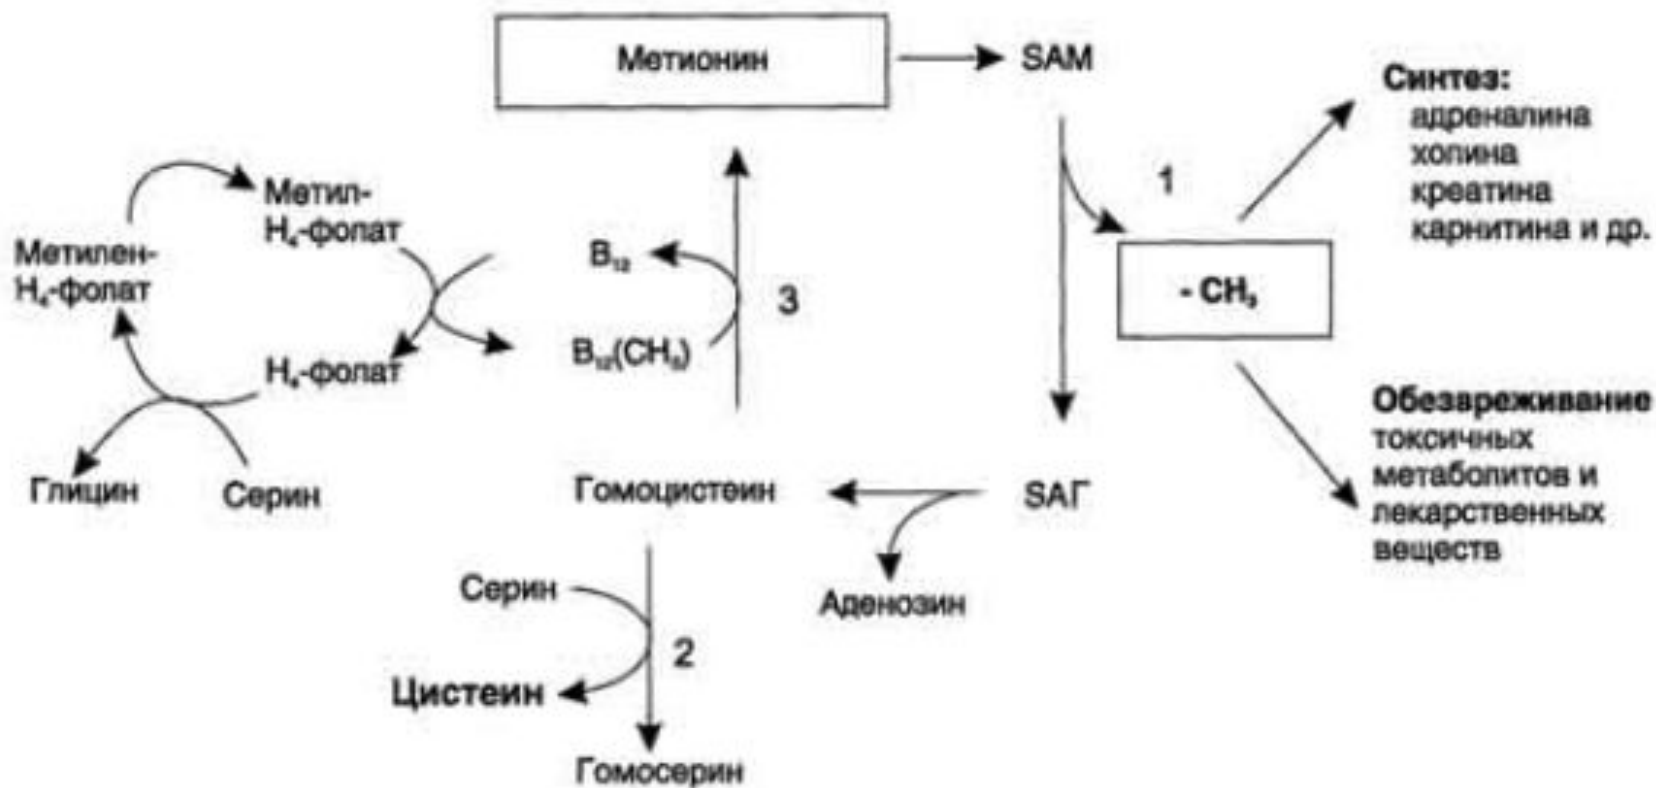 Метионин
SAM
Синтез:
адреналина
холина
креатина
карнитина и др.
1
Метил-
H₄-фолат
Метилен-
H₄-фолат
B₁₂
3
- CH₃
B₁₂(CH₃)
H₄-фолат
Обезвреживание
токсичных
метаболитов и
лекарственных
веществ
Глицин
Серин
Гомоцистеин
SAГ
Серин
Аденозин
2
Цистеин
Гомосерин